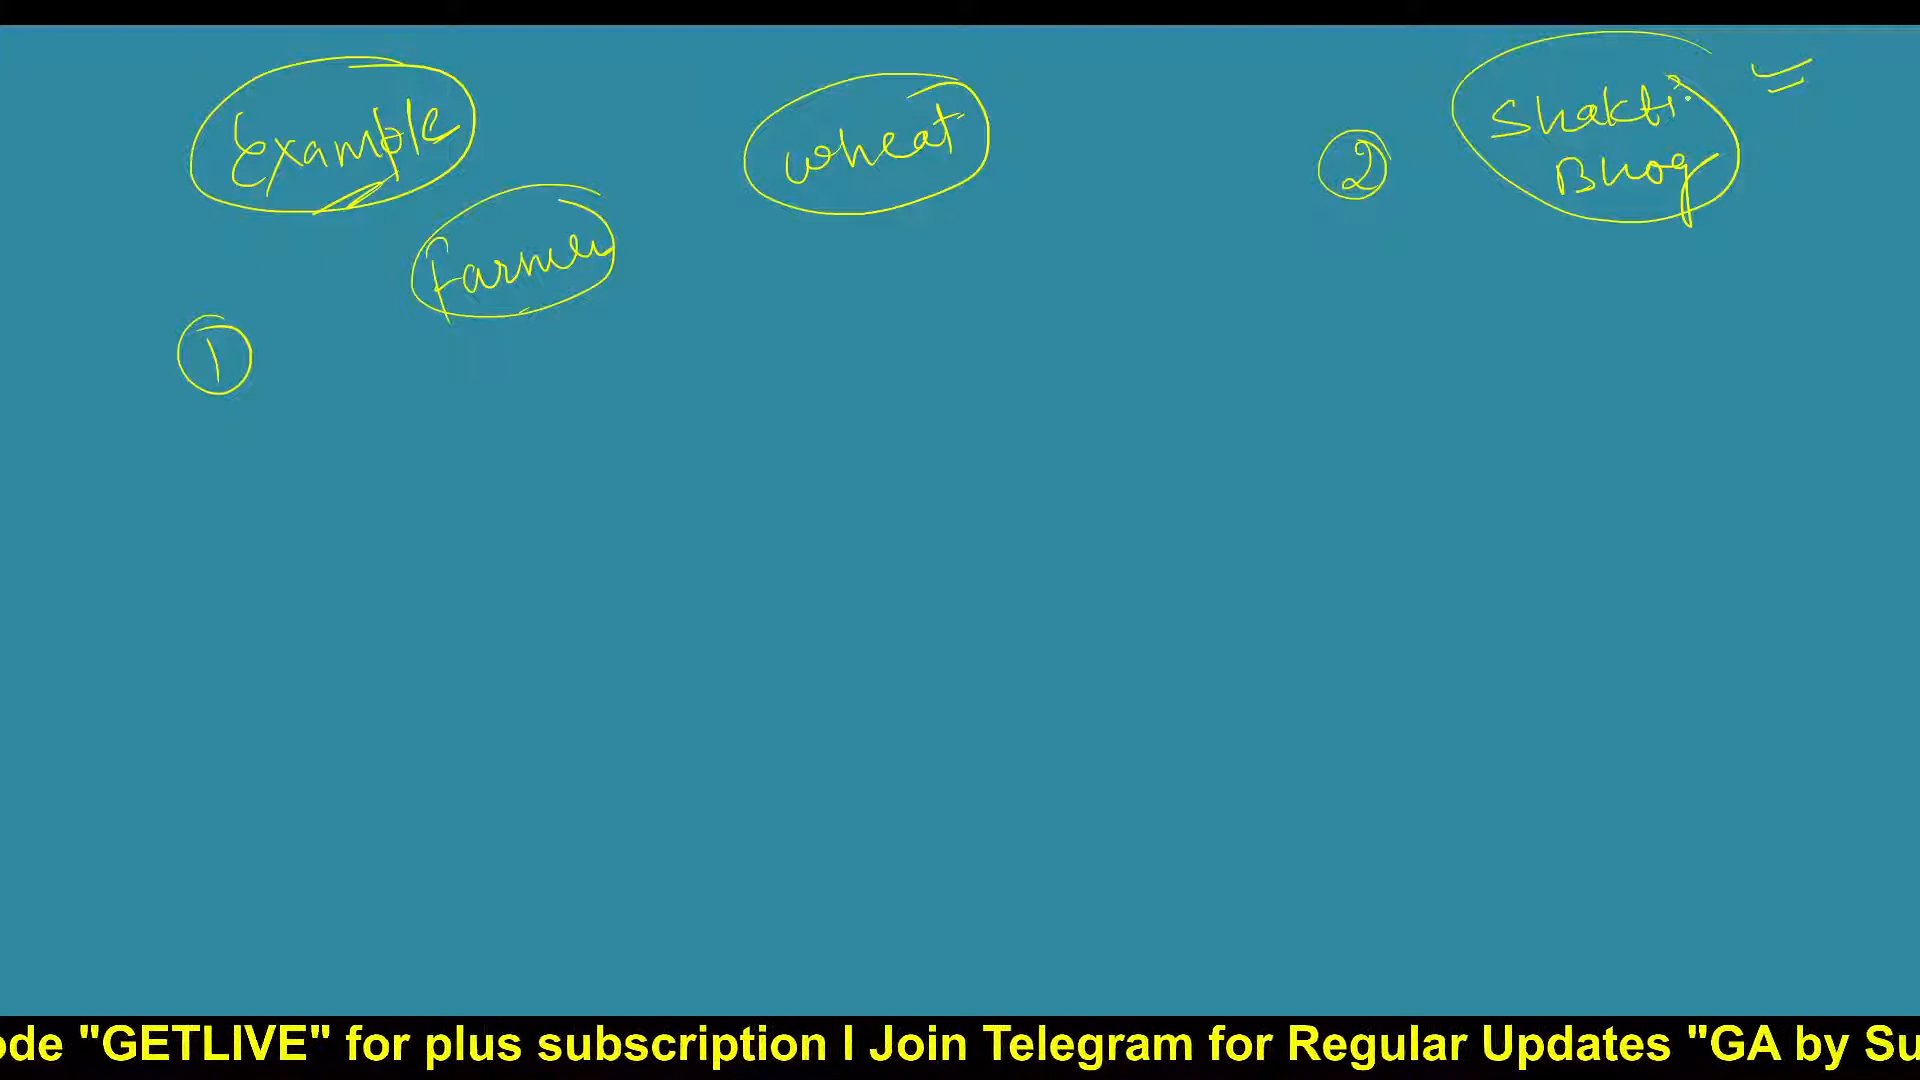 Example
wheat
② Shakti
Bhog
Farmer
①
ode "GETLIVE" for plus subscription I Join Telegram for Regular Updates "GA by Su